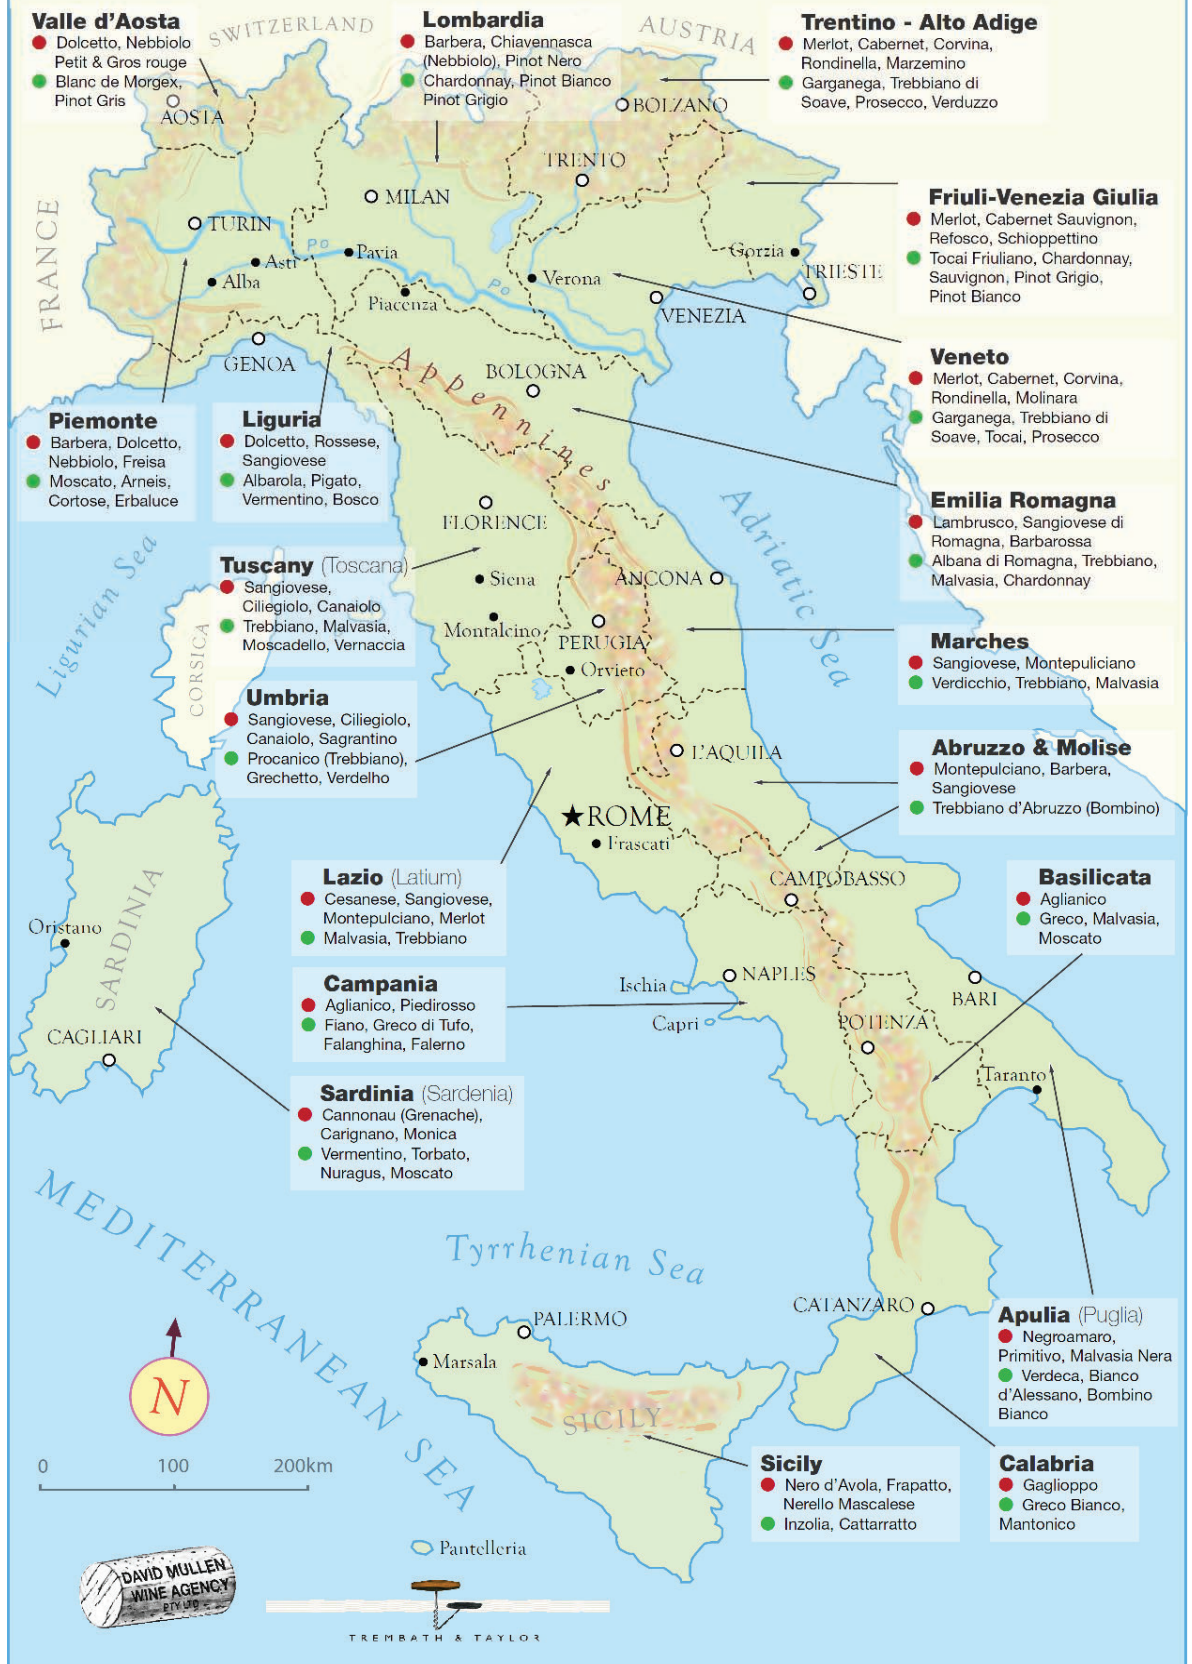 Valle d'Aosta
Dolcetto, Nebbiolo
Petit & Gros rouge
Blanc de Morgex,
Pinot Gris
AOSTA
SWITZERLAND
Lombardia
Barbera, Chiavennasca
(Nebbiolo), Pinot Nero
Chardonnay, Pinot Bianco
Pinot Grigio
AUSTRIA
Trentino - Alto Adige
Merlot, Cabernet, Corvina,
Rondinella, Marzemino
Garganega, Trebbiano di
Soave, Prosecco, Verduzzo
BOLZANO
TRENTO
FRANCE
MILAN
TURIN
Po
Pavia
Asti
Alba
Piacenza
Po
Verona
Gorzia
TRIESTE
VENEZIA
GENOA
BOLOGNA
Appennines
Friuli-Venezia Giulia
Merlot, Cabernet Sauvignon,
Refosco, Schioppettino
Tocai Friuliano, Chardonnay,
Sauvignon, Pinot Grigio,
Pinot Bianco
Veneto
Merlot, Cabernet, Corvina,
Rondinella, Molinara
Garganega, Trebbiano di
Soave, Tocai, Prosecco
Piemonte
Barbera, Dolcetto,
Nebbiolo, Freisa
Moscato, Arneis,
Cortose, Erbaluce
Liguria
Dolcetto, Rossese,
Sangiovese
Albarola, Pigato,
Vermentino, Bosco
Emilia Romagna
Lambrusco, Sangiovese di
Romagna, Barbarossa
Albana di Romagna, Trebbiano,
Malvasia, Chardonnay
Adriatic Sea
Ligurian Sea
FLORENCE
Siena
Montalcino
ANCONA
PERUGIA
Orvieto
Tuscany (Toscana)
Sangiovese,
Ciliegiolo, Canaiolo
Trebbiano, Malvasia,
Moscadello, Vernaccia
CORSICA
Marches
Sangiovese, Montepuliciano
Verdicchio, Trebbiano, Malvasia
Umbria
Sangiovese, Ciliegiolo,
Canaiolo, Sagrantino
Procanico (Trebbiano),
Grechetto, Verdelho
L'AQUILA
Abruzzo & Molise
Montepulciano, Barbera,
Sangiovese
Trebbiano d'Abruzzo (Bombino)
ROME
Frascati
CAMPOBASSO
Lazio (Latium)
Cesanese, Sangiovese,
Montepulciano, Merlot
Malvasia, Trebbiano
Basilicata
Aglianico
Greco, Malvasia,
Moscato
Oristano
SARDINIA
CAGLIARI
Ischia
NAPLES
Capri
BARI
POTENZA
Taranto
Campania
Aglianico, Piedirosso
Fiano, Greco di Tufo,
Falanghina, Falerno
Sardinia (Sardenia)
Cannonau (Grenache),
Carignano, Monica
Vermentino, Torbato,
Nuragus, Moscato
MEDITERRANEAN SEA
Tyrrhenian Sea
CATANZARO
Apulia (Puglia)
Negroamaro,
Primitivo, Malvasia Nera
Verdeca, Bianco
d'Alessano, Bombino
Bianco
PALERMO
Marsala
SICILY
N
0 100 200km
Sicily
Nero d'Avola, Frapatto,
Nerello Mascalese
Inzolia, Cattarratto
Calabria
Gaglioppo
Greco Bianco,
Mantonico
Pantelleria
DAVID MULLEN
WINE AGENCY
PTY LTD
TREMBATH & TAYLOR